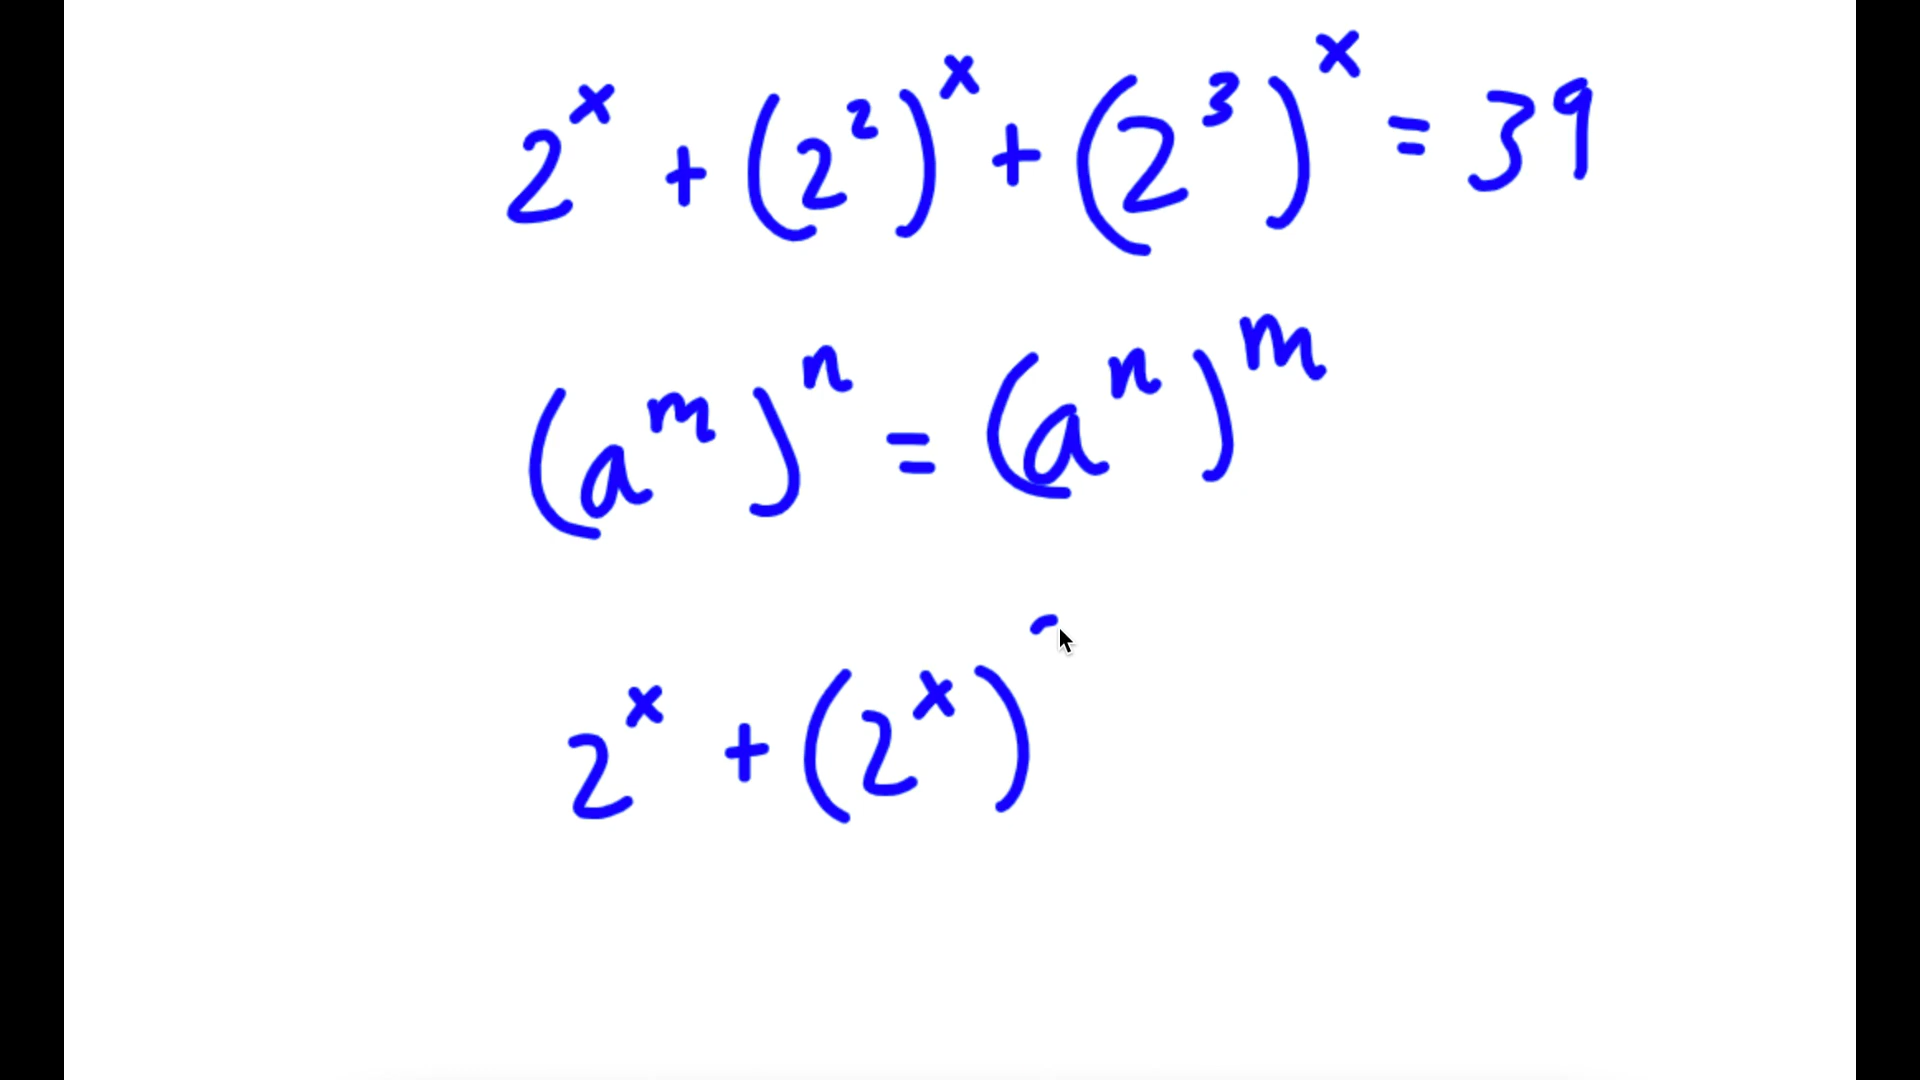 2^x + (2^2)^x + (2^3)^x = 39
(a^m)^n = (a^n)^m
2^x + (2^x)